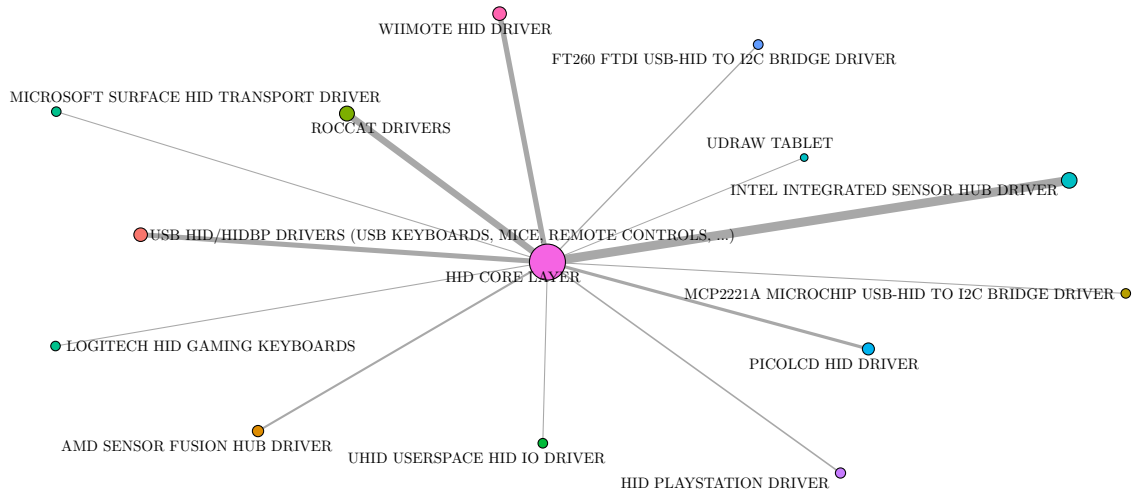 WIIMOTE HID DRIVER
FT260 FTDI USB-HID TO I2C BRIDGE DRIVER
MICROSOFT SURFACE HID TRANSPORT DRIVER
ROCCAT DRIVERS
UDRAW TABLET
INTEL INTEGRATED SENSOR HUB DRIVER
USB HID/HIDBP DRIVERS (USB KEYBOARDS, MICE, REMOTE CONTROLS, ...)
HID CORE LAYER
MCP2221A MICROCHIP USB-HID TO I2C BRIDGE DRIVER
LOGITECH HID GAMING KEYBOARDS
PICOLCD HID DRIVER
AMD SENSOR FUSION HUB DRIVER
UHID USERSPACE HID IO DRIVER
HID PLAYSTATION DRIVER